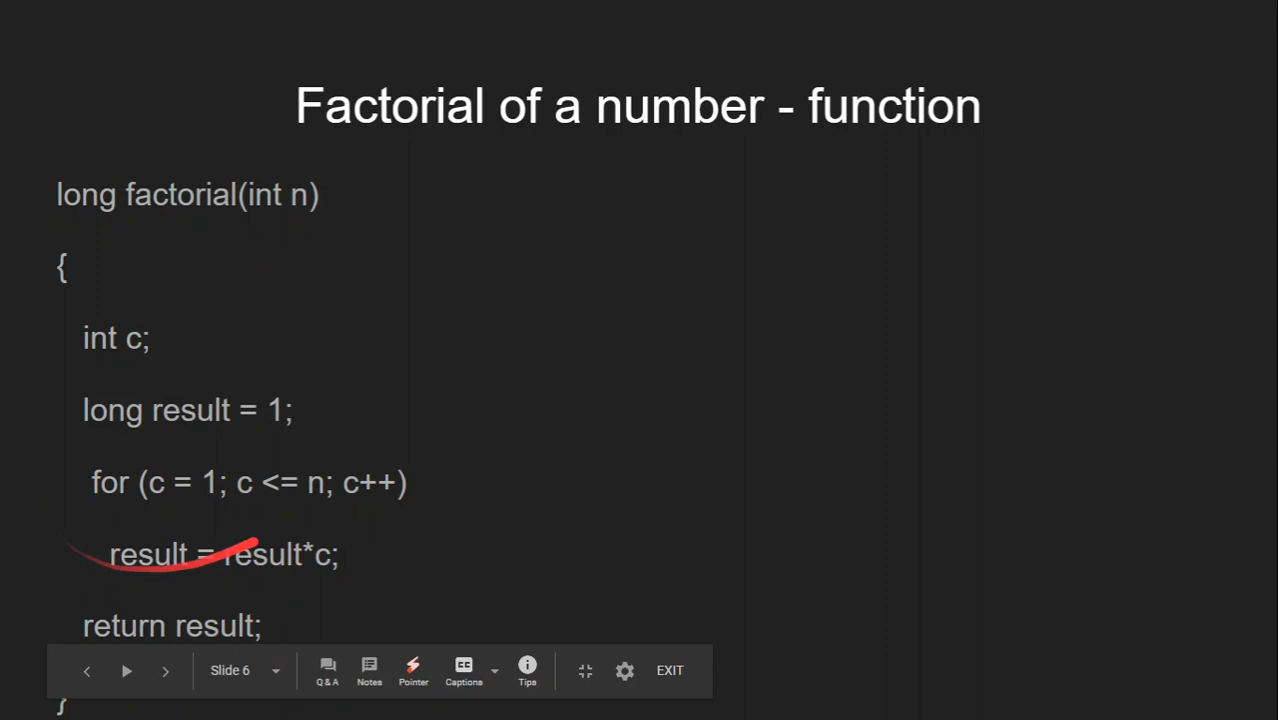 Factorial of a number - function
long factorial(int n)
{
int c;
long result = 1;
for (c = 1; c <= n; c++)
result = result*c;
return result;
Slide 6 Q & A Notes Pointer CC Captions Tips EXIT
}